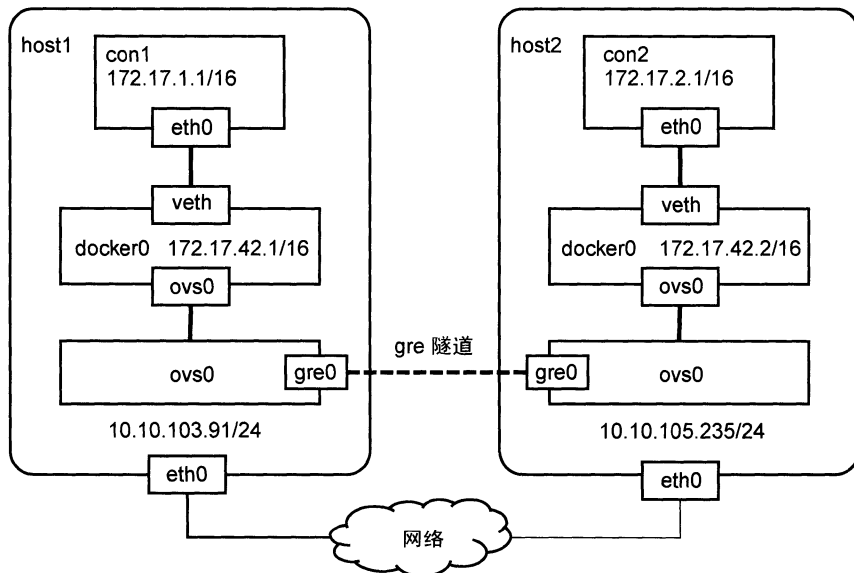 host1
con1
172.17.1.1/16
eth0
veth
docker0 172.17.42.1/16
ovs0
ovs0
gre0
10.10.103.91/24
eth0
gre 隧道
host2
con2
172.17.2.1/16
eth0
veth
docker0 172.17.42.2/16
ovs0
gre0
ovs0
10.10.105.235/24
eth0
网络